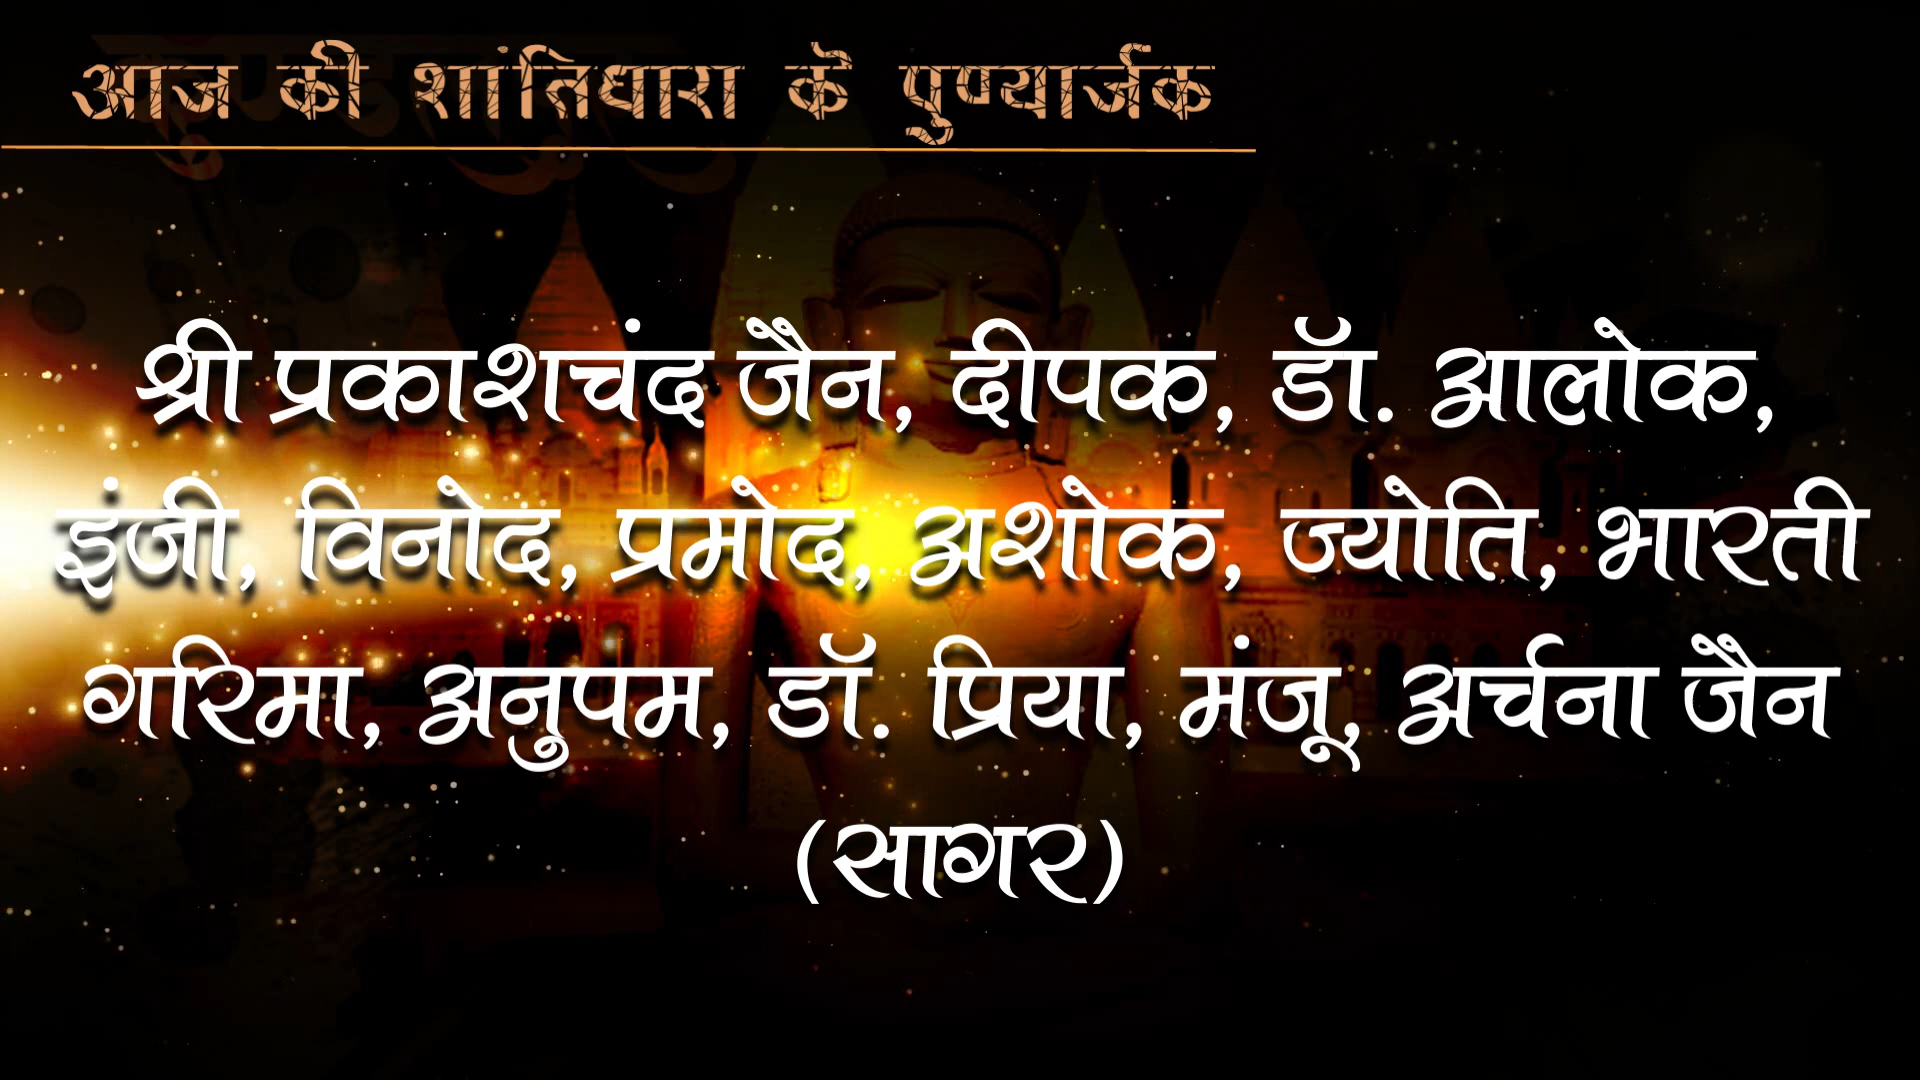 आज की शांतिधारा के पुण्यार्जक
श्री प्रकाशचंद जैन, दीपक, डॉ. आलोक,
इंजी, विनोद, प्रमोद, अशोक, ज्योति, भारती
गरिमा, अनुपम, डॉ. प्रिया, मंजू, अर्चना जैन
(सागर)